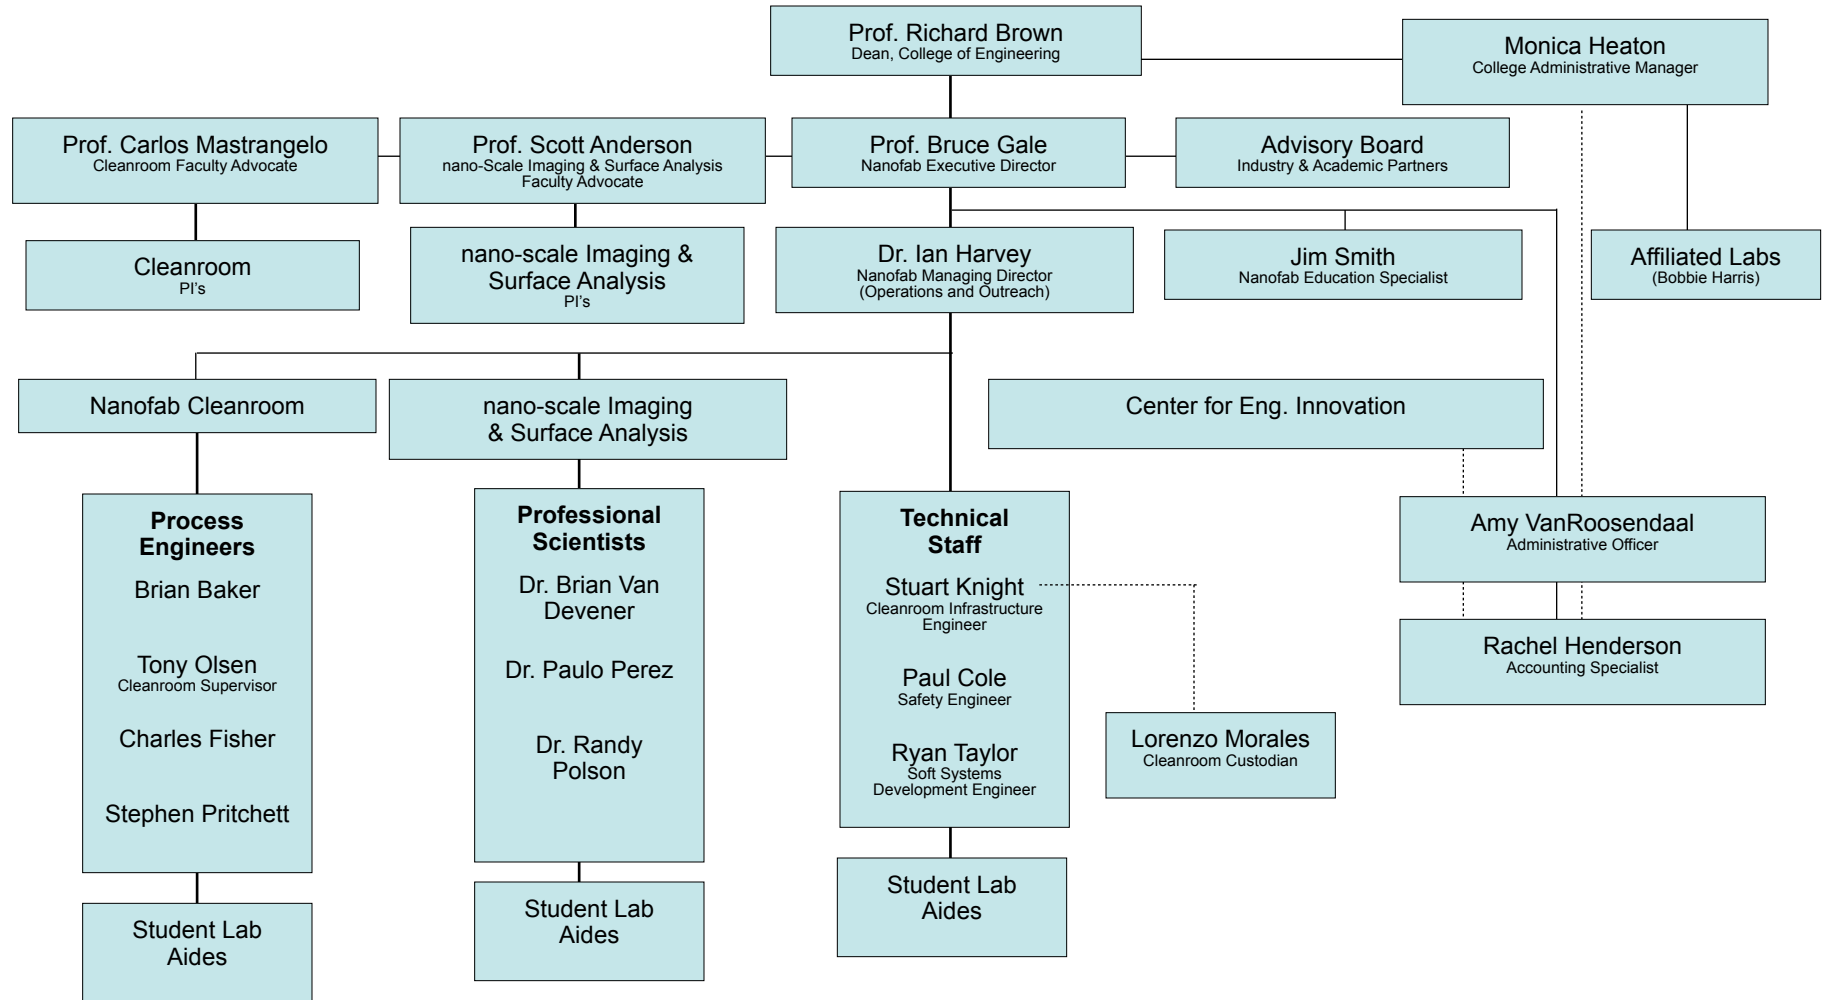 Prof. Richard Brown
Dean, College of Engineering
Monica Heaton
College Administrative Manager
Prof. Carlos Mastrangelo
Cleanroom Faculty Advocate
Prof. Scott Anderson
nano-Scale Imaging & Surface Analysis
Faculty Advocate
Prof. Bruce Gale
Nanofab Executive Director
Advisory Board
Industry & Academic Partners
Cleanroom
PI's
nano-scale Imaging &
Surface Analysis
PI's
Dr. Ian Harvey
Nanofab Managing Director
(Operations and Outreach)
Jim Smith
Nanofab Education Specialist
Affiliated Labs
(Bobbie Harris)
Nanofab Cleanroom
nano-scale Imaging
& Surface Analysis
Center for Eng. Innovation
Process
Engineers
Brian Baker
Tony Olsen
Cleanroom Supervisor
Charles Fisher
Stephen Pritchett
Student Lab
Aides
Professional
Scientists
Dr. Brian Van
Devener
Dr. Paulo Perez
Dr. Randy
Polson
Student Lab
Aides
Technical
Staff
Stuart Knight
Cleanroom Infrastructure
Engineer
Paul Cole
Safety Engineer
Ryan Taylor
Soft Systems
Development Engineer
Student Lab
Aides
Lorenzo Morales
Cleanroom Custodian
Amy VanRoosendaal
Administrative Officer
Rachel Henderson
Accounting Specialist